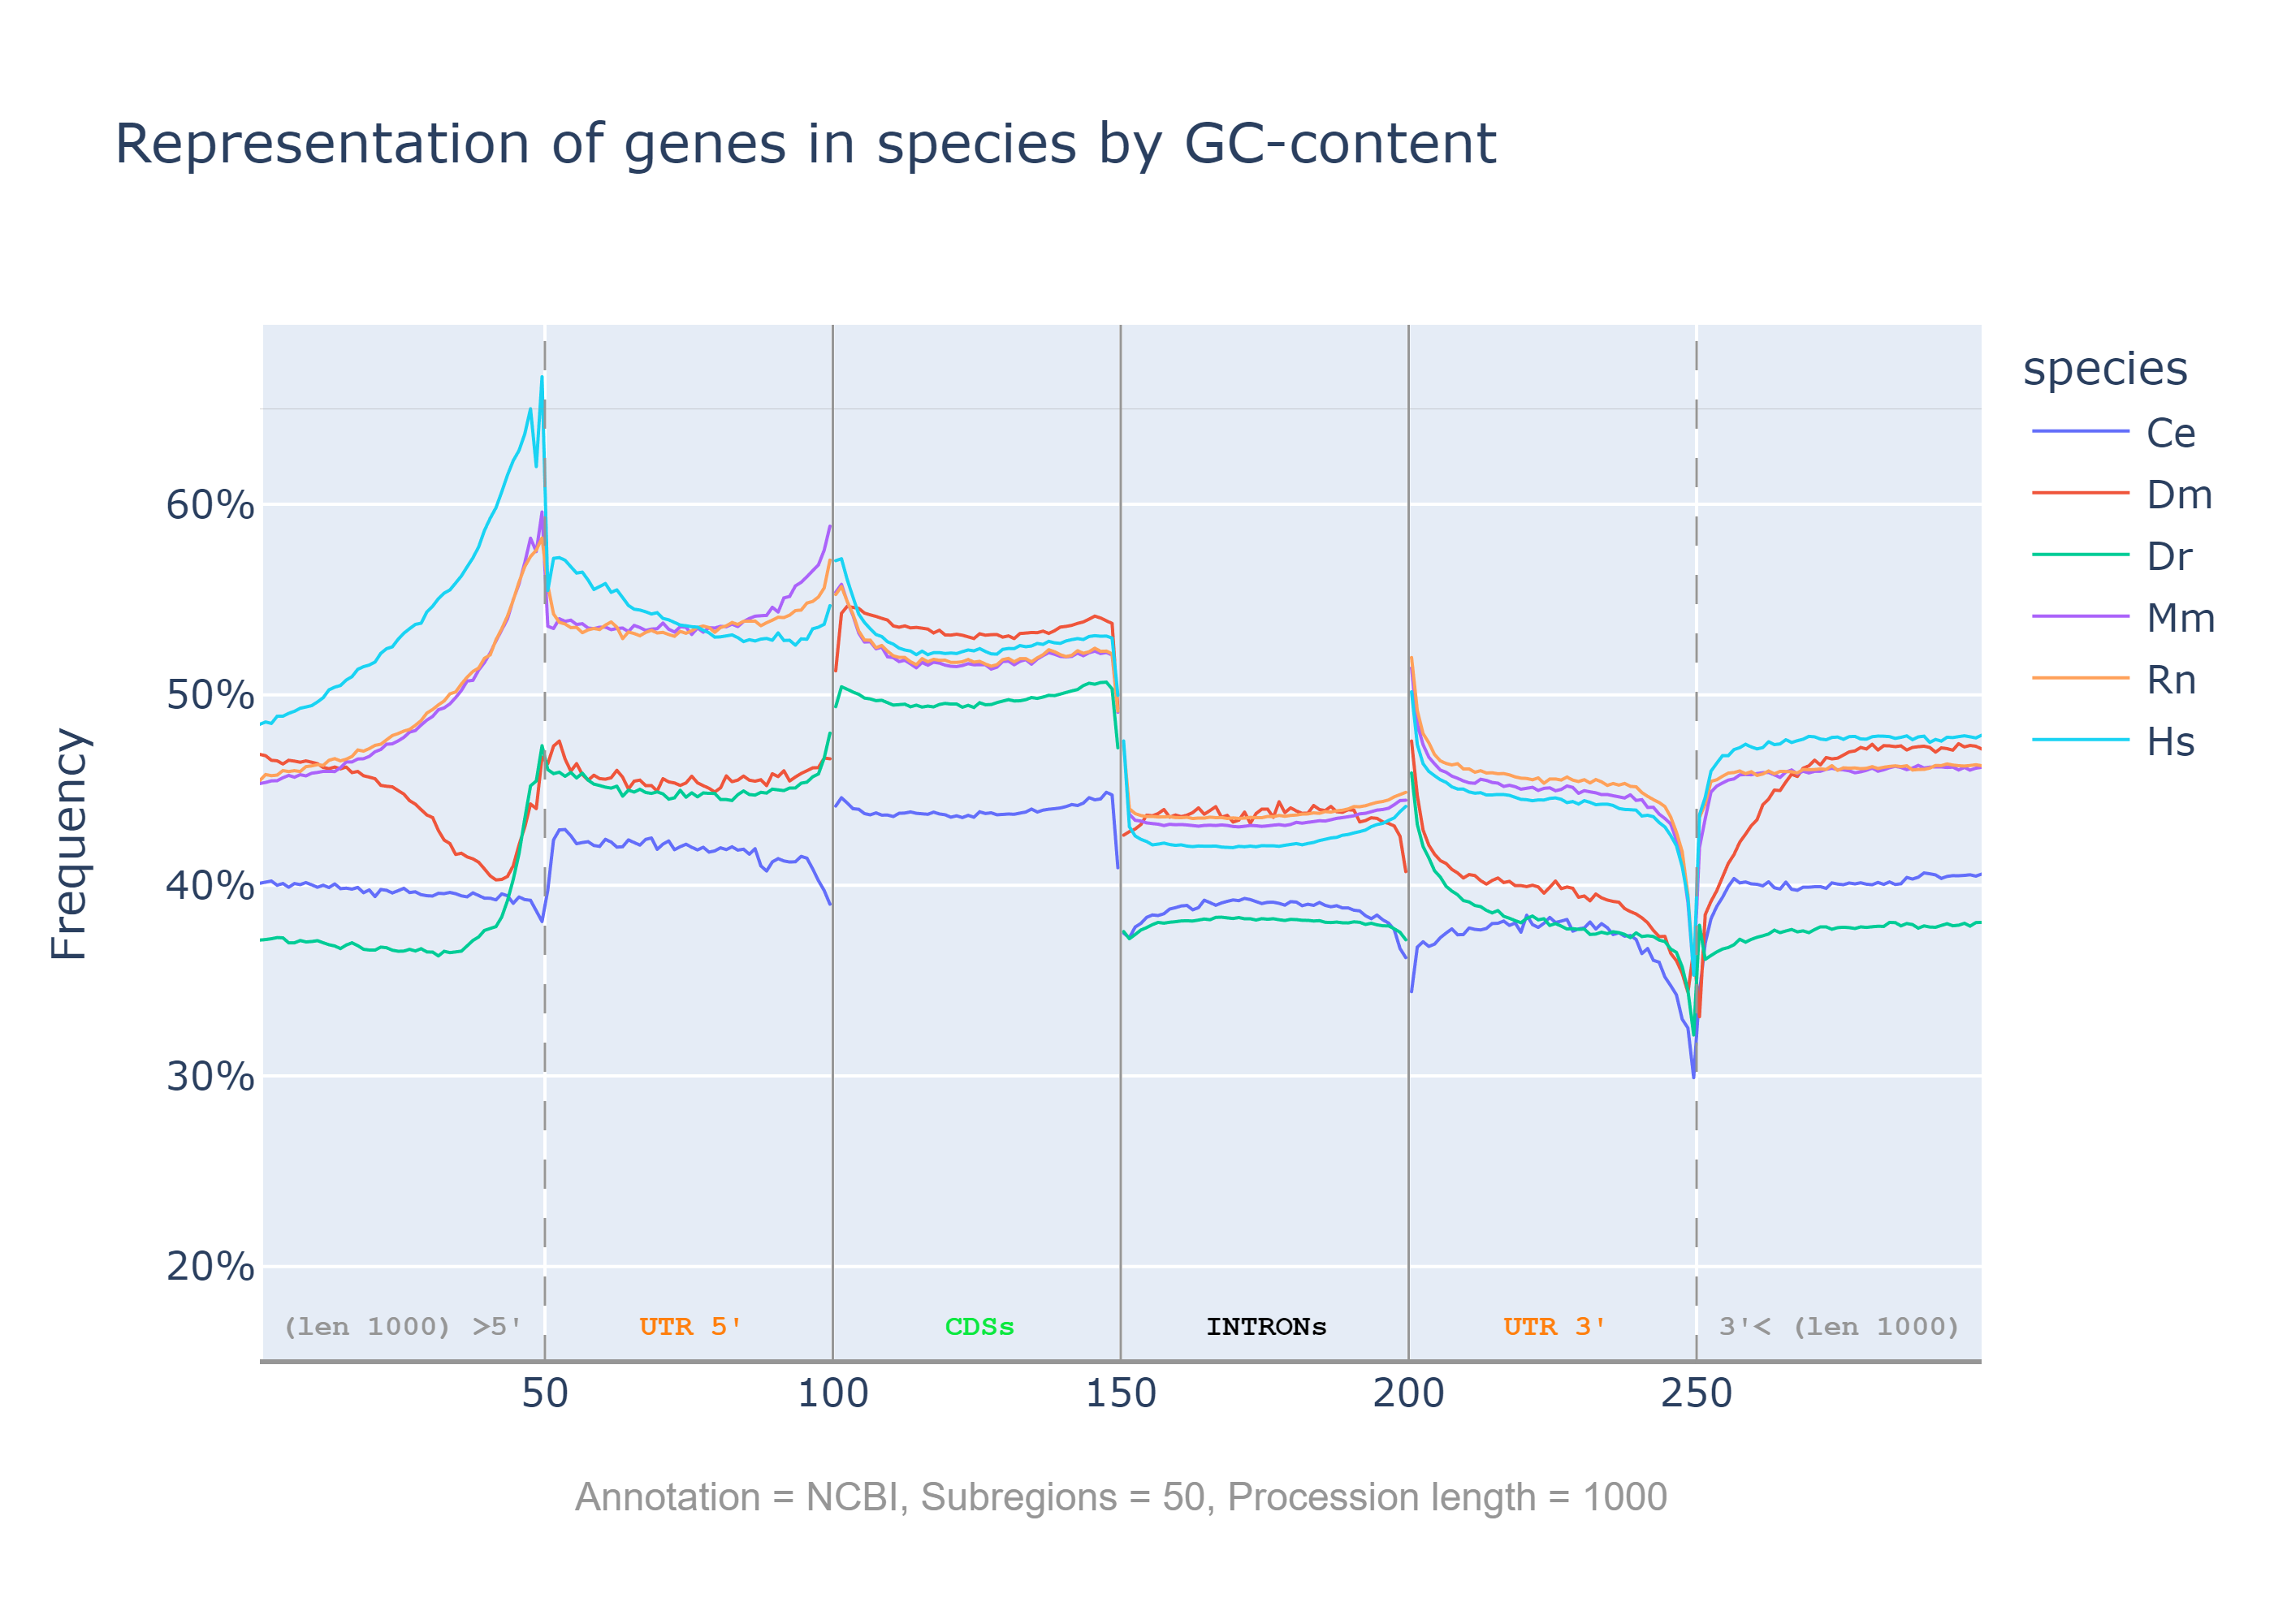 Representation of genes in species by GC-content
species
Ce
Dm
Dr
Mm
Rn
Hs
Frequency
60%
50%
40%
30%
20%
(len 1000) >5' UTR 5' CDSs INTRONs UTR 3' 3'< (len 1000)
50 100 150 200 250
Annotation = NCBI, Subregions = 50, Procession length = 1000